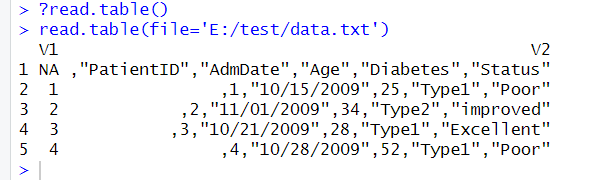 > ?read.table()
> read.table(file='E:/test/data.txt')
V1 V2
1 NA ,"PatientID","AdmDate","Age","Diabetes","Status"
2 1 ,1,"10/15/2009",25,"Type1","Poor"
3 2 ,2,"11/01/2009",34,"Type2","improved"
4 3 ,3,"10/21/2009",28,"Type1","Excellent"
5 4 ,4,"10/28/2009",52,"Type1","Poor"
>